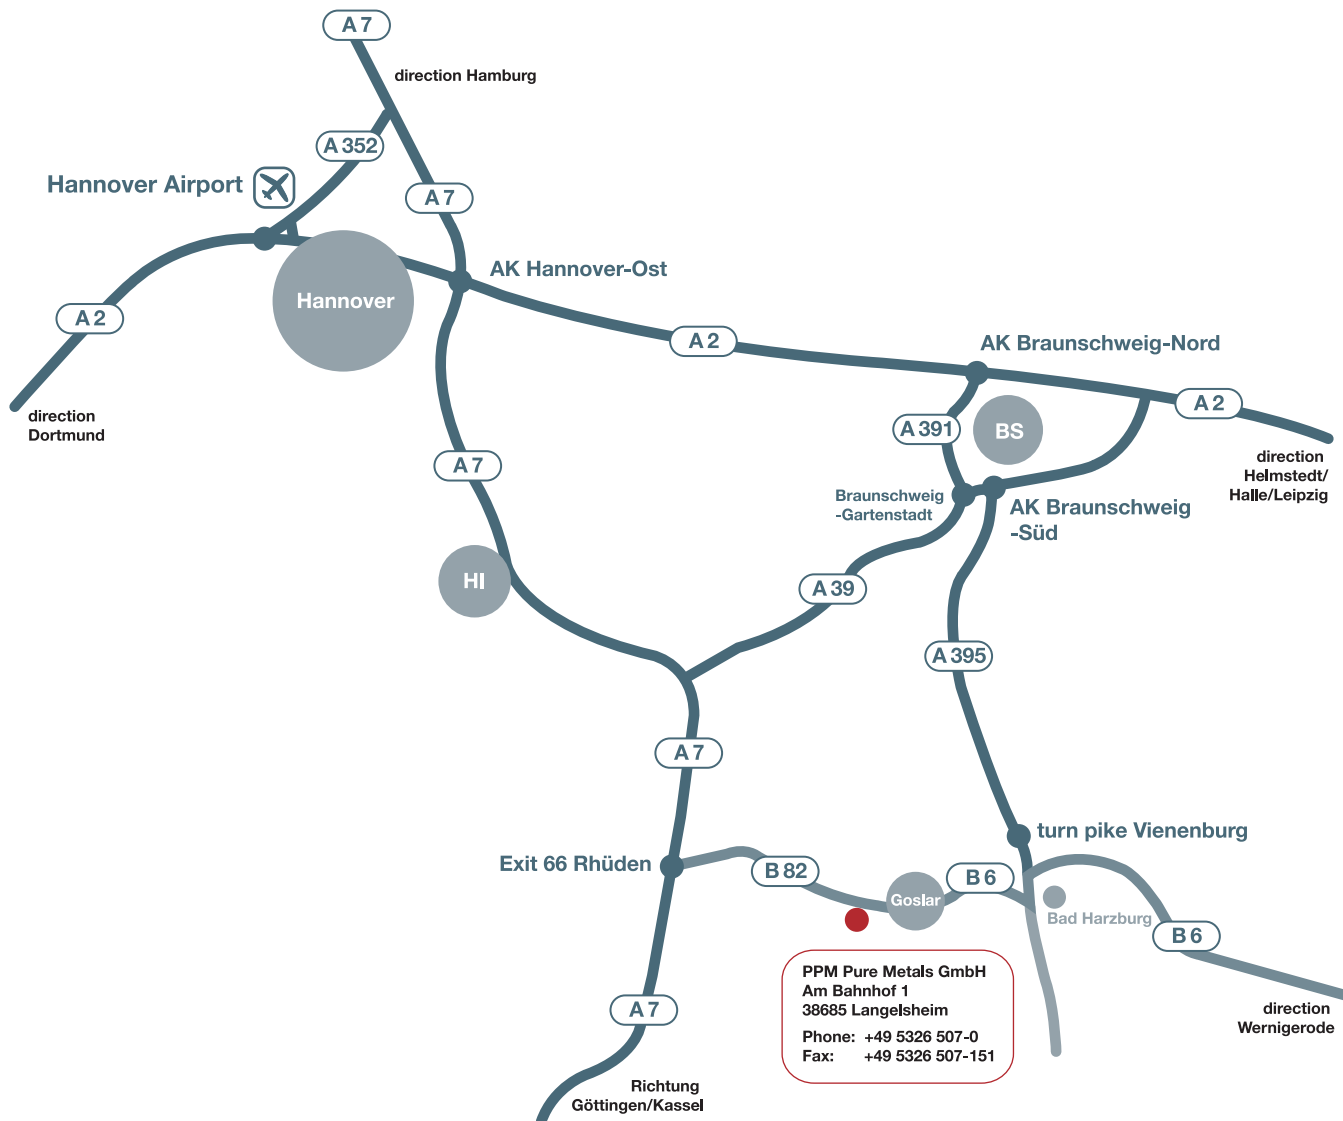 A 7
direction Hamburg
A 352
Hannover Airport
A 7
AK Hannover-Ost
Hannover
A 2
A 2
AK Braunschweig-Nord
direction
Dortmund
A 2
A 391
BS
direction
Helmstedt/
Halle/Leipzig
A 7
Braunschweig
-Gartenstadt
AK Braunschweig
-Süd
HI
A 39
A 395
A 7
turn pike Vienenburg
Exit 66 Rhüden
B 82
B 6
Goslar
Bad Harzburg
B 6
PPM Pure Metals GmbH
Am Bahnhof 1
38685 Langelsheim
Phone: +49 5326 507-0
Fax: +49 5326 507-151
A 7
direction
Wernigerode
Richtung
Göttingen/Kassel